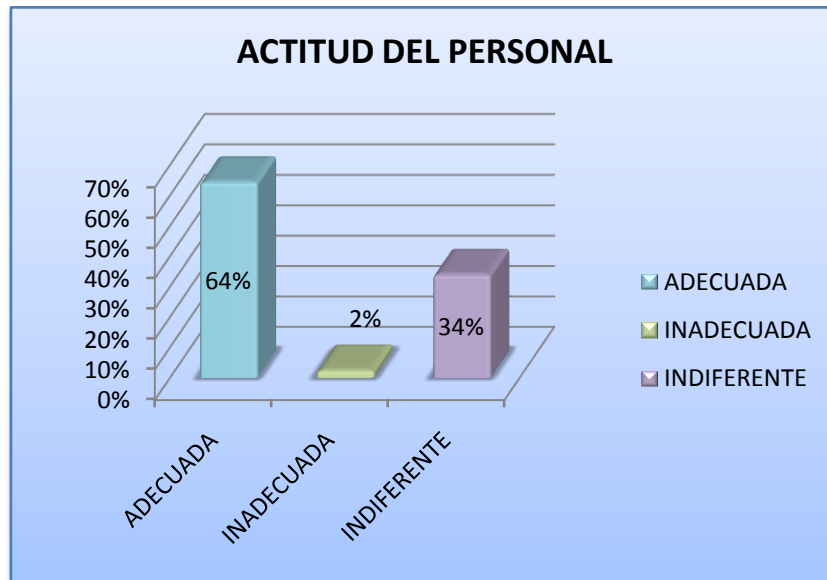 ACTITUD DEL PERSONAL
70%
60%
50%
40%
30%
20%
10%
0%
64%
2%
34%
ADECUADA
INADECUADA
INDIFERENTE
ADECUADA
INADECUADA
INDIFERENTE